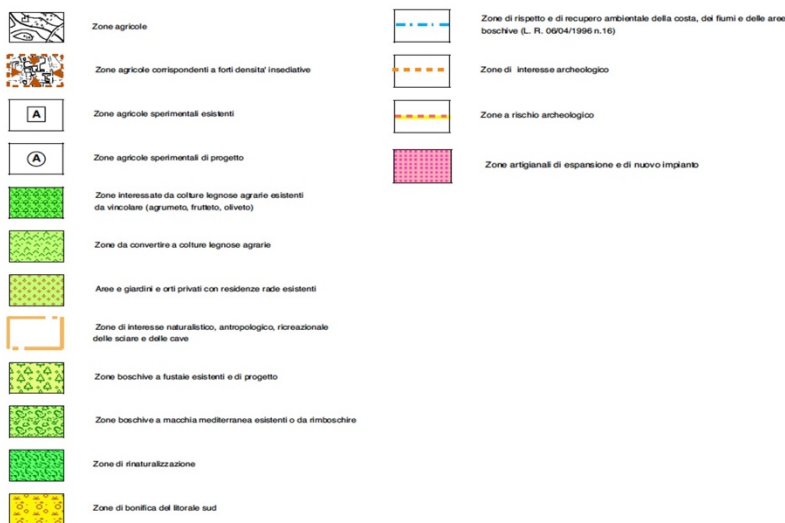 Zone agricole
Zone agricole corrispondenti a forti densita' insediative
A
Zone agricole sperimentali esistenti
A
Zone agricole sperimentali di progetto
Zone interessate da colture legnose agrarie esistenti
da vincolare (agrumeto, frutteto, oliveto)
Zone da convertire a colture legnose agrarie
Aree e giardini e orti privati con residenze rade esistenti
Zone di interesse naturalistico, antropologico, ricreazionale
delle sciare e delle cave
Zone boschive a fustaie esistenti e di progetto
Zone boschive a macchia mediterranea esistenti o da rimboschire
Zone di rinaturalizzazione
Zone di bonifica del litorale sud
Zone di rispetto e di recupero ambientale della costa, dei fiumi e delle aree
boschive (L. R. 06/04/1996 n.16)
Zone di interesse archeologico
Zone a rischio archeologico
Zone artigianali di espansione e di nuovo impianto